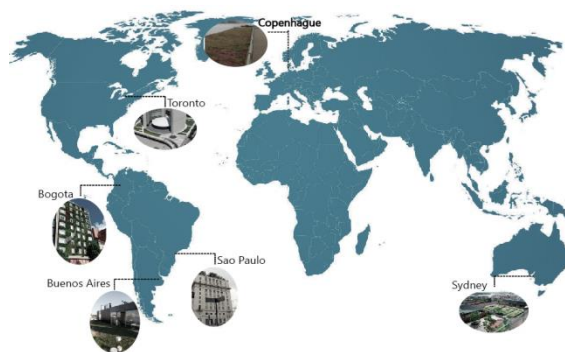 Copenhague
Toronto
Bogota
Sao Paulo
Buenos Aires
Sydney